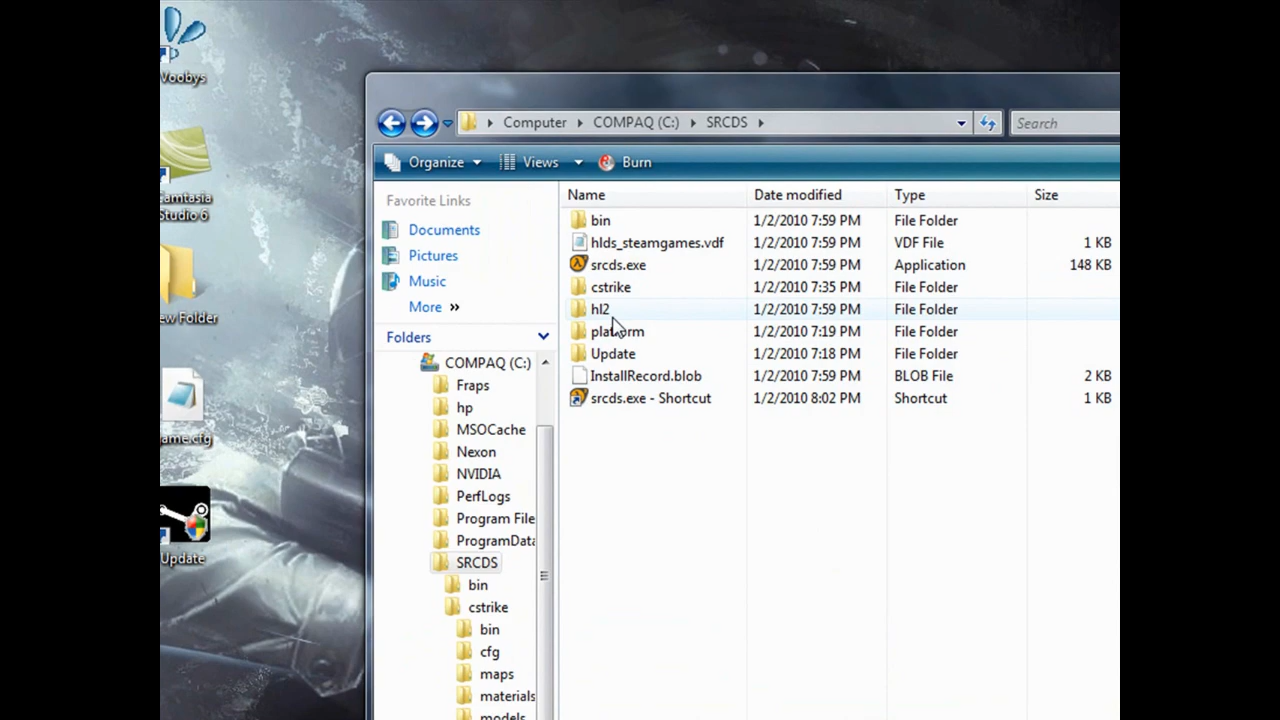 Voobys
amtasia
Studio 6
ew Folder
ame.cfg
Update
Computer
COMPAQ (C:)
SRCDS
Search
Organize
Views
Burn
Favorite Links
Documents
Pictures
Music
More »
Folders
COMPAQ (C:)
Fraps
hp
MSOCache
Nexon
NVIDIA
PerfLogs
Program File
ProgramData
SRCDS
bin
cstrike
bin
cfg
maps
materials
models
Name Date modified Type Size
bin 1/2/2010 7:59 PM File Folder
hlds_steamgames.vdf 1/2/2010 7:59 PM VDF File 1 KB
srcds.exe 1/2/2010 7:59 PM Application 148 KB
cstrike 1/2/2010 7:35 PM File Folder
hl2 1/2/2010 7:59 PM File Folder
platform 1/2/2010 7:19 PM File Folder
Update 1/2/2010 7:18 PM File Folder
InstallRecord.blob 1/2/2010 7:59 PM BLOB File 2 KB
srcds.exe - Shortcut 1/2/2010 8:02 PM Shortcut 1 KB